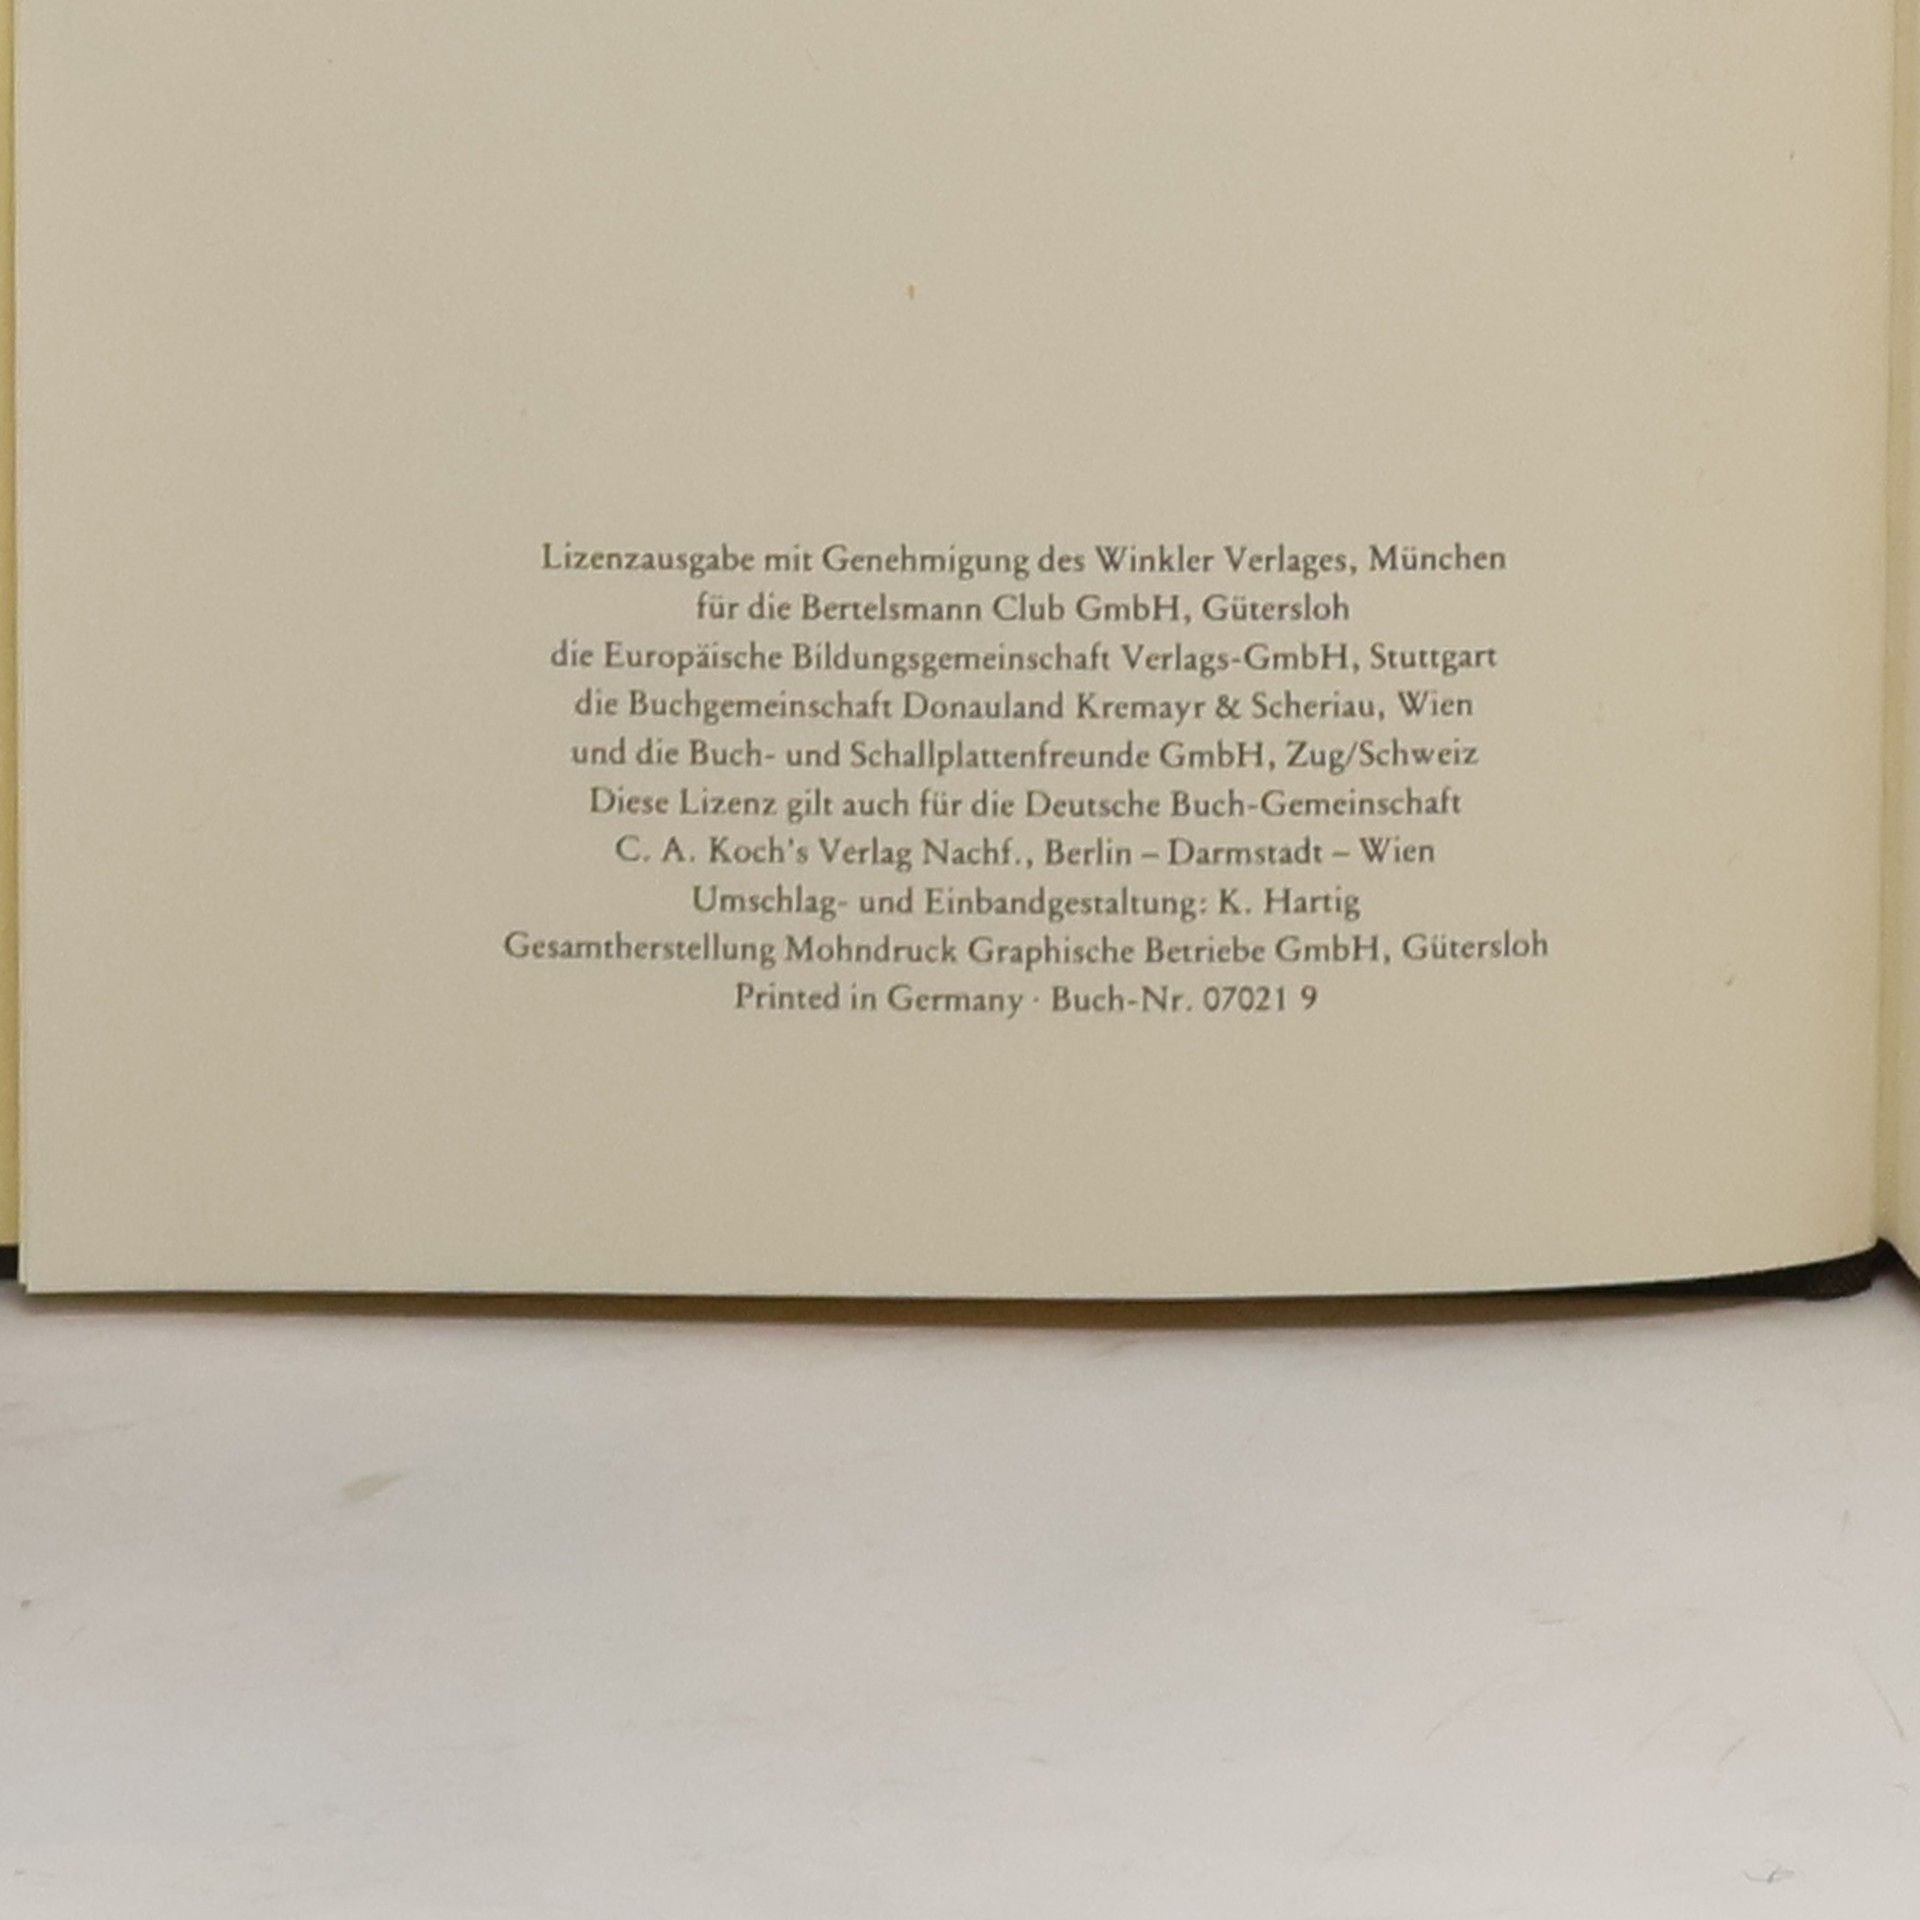 Lizenzausgabe mit Genehmigung des Winkler Verlages, München
für die Bertelsmann Club GmbH, Gütersloh
die Europäische Bildungsgemeinschaft Verlags-GmbH, Stuttgart
die Buchgemeinschaft Donauland Kremayr & Scheriau, Wien
und die Buch- und Schallplattenfreunde GmbH, Zug/Schweiz
Diese Lizenz gilt auch für die Deutsche Buch-Gemeinschaft
C. A. Koch's Verlag Nachf., Berlin – Darmstadt – Wien
Umschlag- und Einbandgestaltung: K. Hartig
Gesamtherstellung Mohndruck Graphische Betriebe GmbH, Gütersloh
Printed in Germany · Buch-Nr. 07021 9